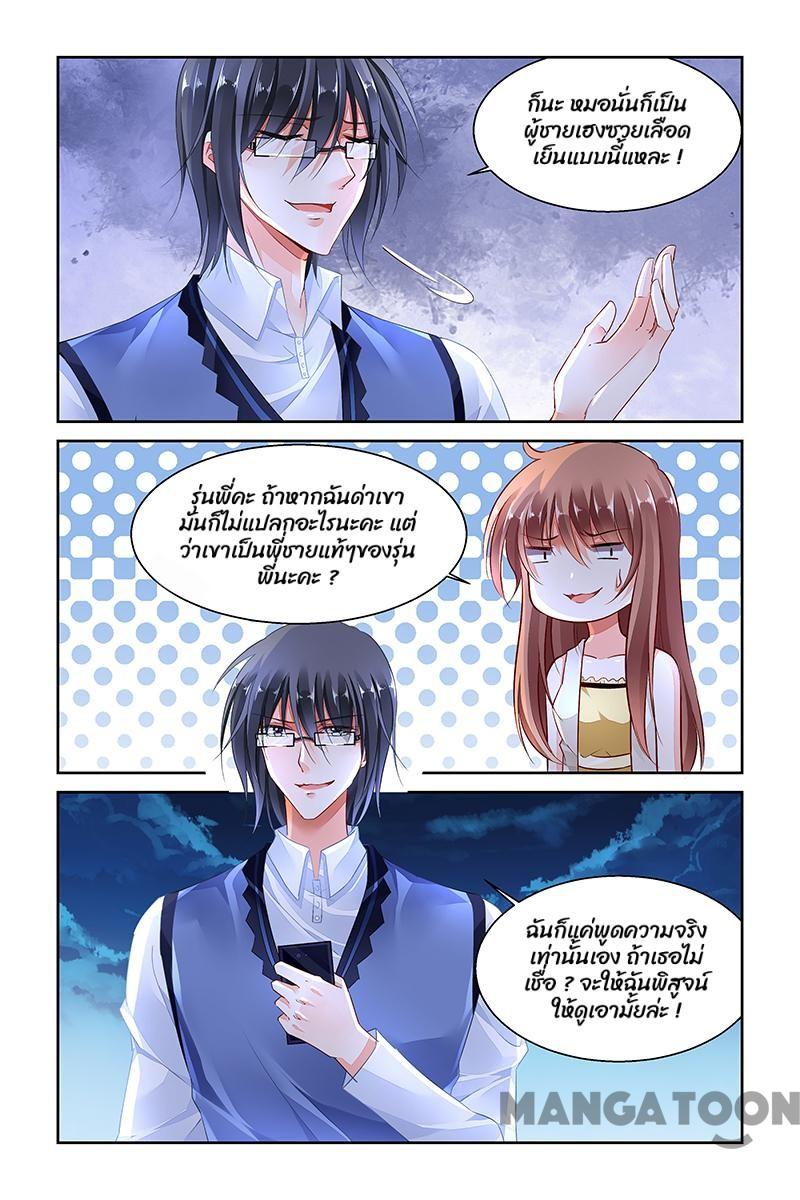 ก็นะ หมอนั่นก็เป็น
ผู้ชายเฮงซวยเลือด
เย็นแบบนี้แหละ !
รุ่นพี่คะ ถ้าหากฉันด่าเขา
มันก็ไม่แปลกอะไรนะคะ แต่
ว่าเขาเป็นพี่ชายแท้ๆของรุ่น
พี่นะคะ ?
ฉันก็แค่พูดความจริง
เท่านั้นเอง ถ้าเธอไม่
เชื่อ ? จะให้ฉันพิสูจน์
ให้ดูเอามั้ยล่ะ !
MANGATOON